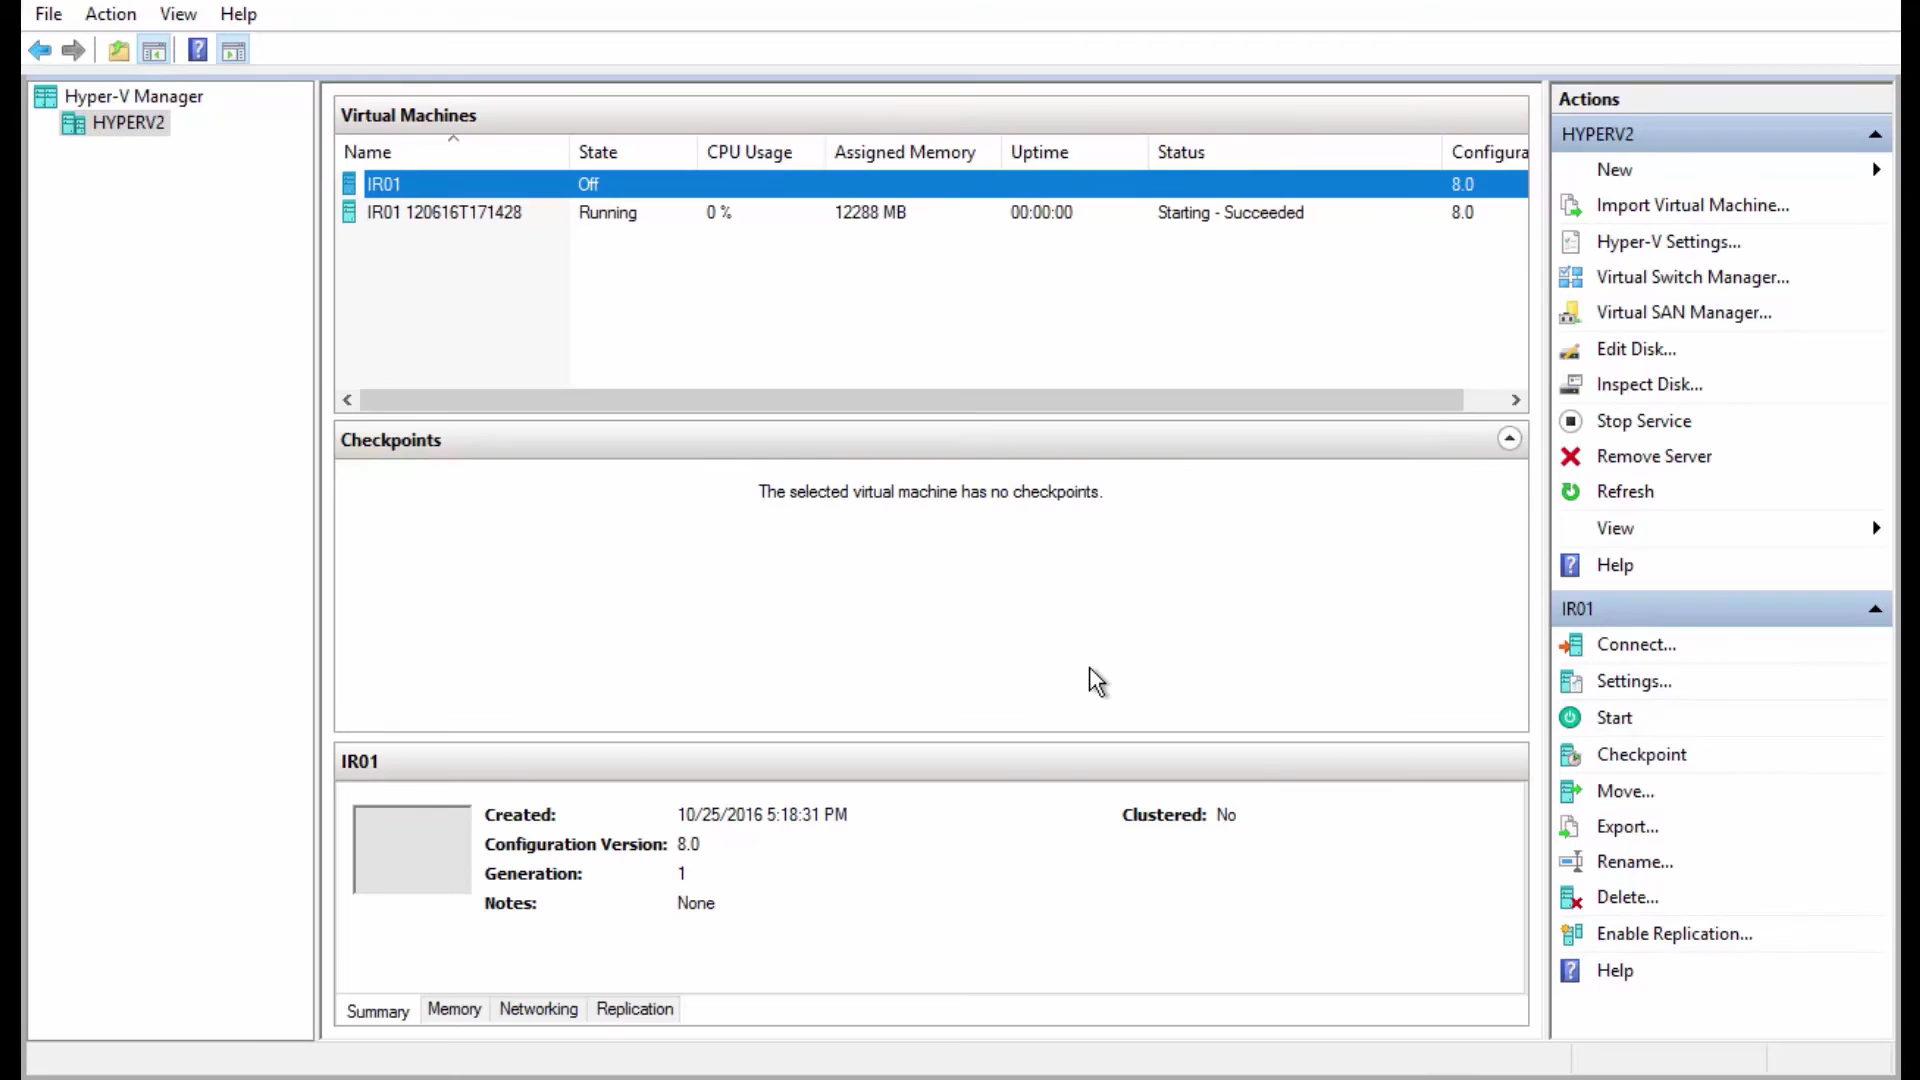 File Action View Help
Hyper-V Manager
HYPERV2
Virtual Machines
Name State CPU Usage Assigned Memory Uptime Status Configura
IR01 Off 8.0
IR01 120616T171428 Running 0 % 12288 MB 00:00:00 Starting - Succeeded 8.0
Checkpoints
The selected virtual machine has no checkpoints.
IR01
Created: 10/25/2016 5:18:31 PM Clustered: No
Configuration Version: 8.0
Generation: 1
Notes: None
Summary Memory Networking Replication
Actions
HYPERV2
New
Import Virtual Machine...
Hyper-V Settings...
Virtual Switch Manager...
Virtual SAN Manager...
Edit Disk...
Inspect Disk...
Stop Service
Remove Server
Refresh
View
Help
IR01
Connect...
Settings...
Start
Checkpoint
Move...
Export...
Rename...
Delete...
Enable Replication...
Help